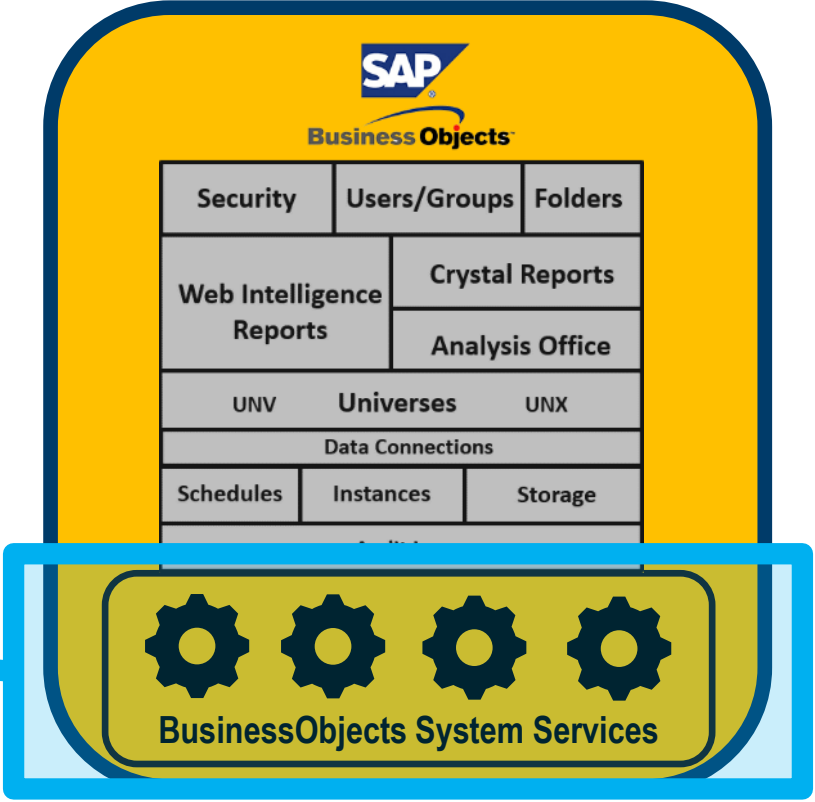 SAP
®
Business Objects™
Security Users/Groups Folders
Web Intelligence
Reports
Crystal Reports
Analysis Office
UNV Universes UNX
Data Connections
Schedules Instances Storage
BusinessObjects System Services